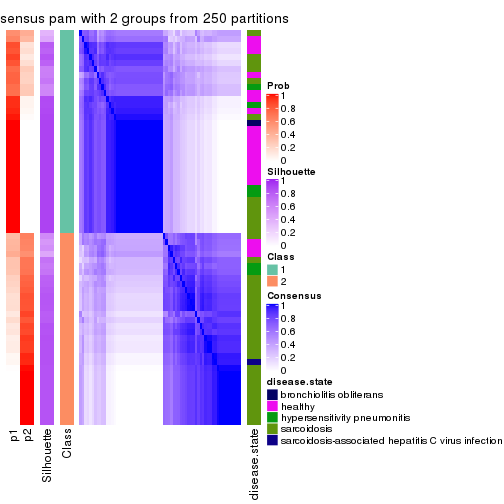 sensus pam with 2 groups from 250 partitions
Prob
1
0.8
0.6
0.4
0.2
0
Silhouette
1
0.8
0.6
0.4
0.2
0
Class
1
2
Consensus
1
0.8
0.6
0.4
0.2
0
disease.state
bronchiolitis obliterans
healthy
hypersensitivity pneumonitis
sarcoidosis
sarcoidosis-associated hepatitis C virus infection
p1
p2
Silhouette
Class
disease.state